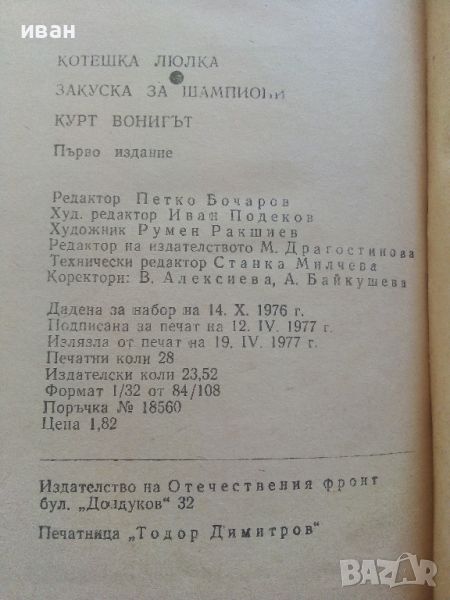 иван
КОТЕШКА ЛЮЛКА
ЗАКУСКА ЗА ШАМПИОНИ
КУРТ ВОНИГЪТ
Първо издание
Редактор Петко Бочаров
Худ. редактор Иван Подеков
Художник Румен Ракшиев
Редактор на издателството М. Драгостинова
Технически редактор Станка Милчева
Коректори: В. Алексиева, А. Байкушева
Дадена за набор на 14. X. 1976 г.
Подписана за печат на 12. IV. 1977 г.
Излязла от печат на 19. IV. 1977 г.
Печатни коли 28
Издателски коли 23,52
Формат 1/32 от 84/108
Поръчка № 18560
Цена 1,82
Издателство на Отечествения фронт
бул. „Дондуков" 32
Печатница „Тодор Димитров"
BAZAR